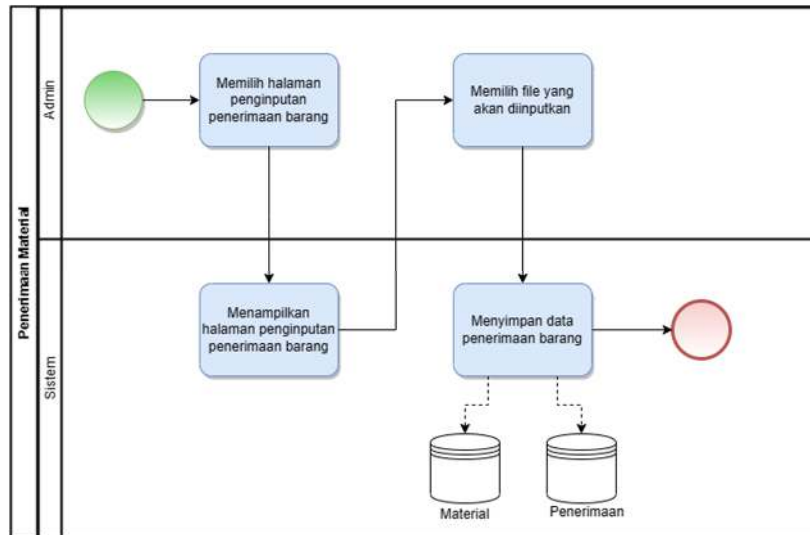 Penerimaan Material
Admin
Memilih halaman
penginputan
penerimaan barang
Memilih file yang
akan diinputkan
Sistem
Menampilkan
halaman penginputan
penerimaan barang
Menyimpan data
penerimaan barang
Material
Penerimaan